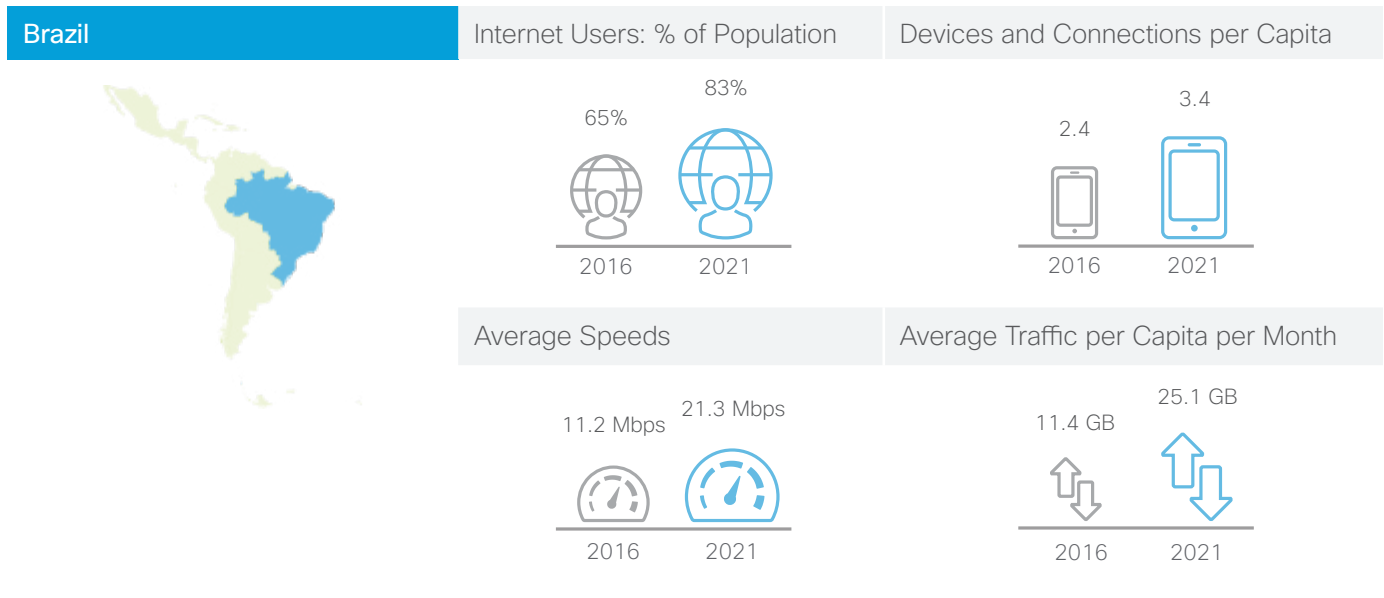 Brazil
Internet Users: % of Population
65%
83%
2016
2021
Devices and Connections per Capita
2.4
3.4
2016
2021
Average Speeds
11.2 Mbps
21.3 Mbps
2016
2021
Average Traffic per Capita per Month
11.4 GB
25.1 GB
2016
2021